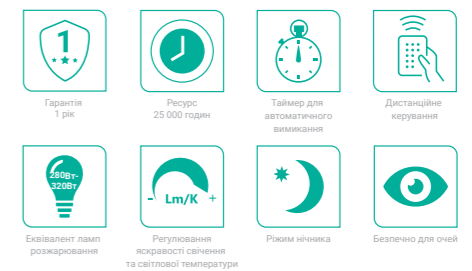 1
Гарантія
1 рік
Ресурс
25 000 годин
Таймер для
автоматичного
вимикання
Дистанційне
керування
280Вт-
320Вт
Еквівалент ламп
розжарювання
- Lm/K +
Регулювання
яскравості свічення
та світлової температури
Ріжим нічника
Безпечно для очей